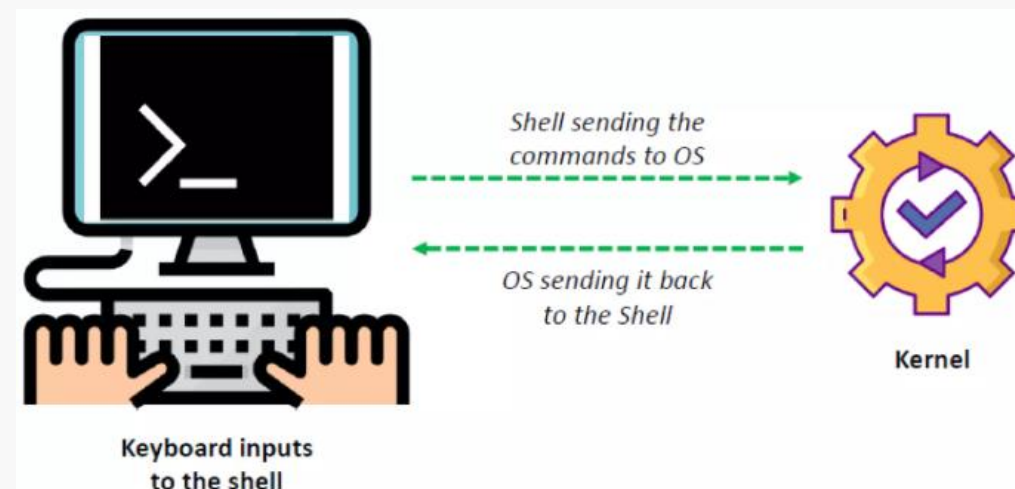 >_
Shell sending the
commands to OS
OS sending it back
to the Shell
Kernel
Keyboard inputs
to the shell